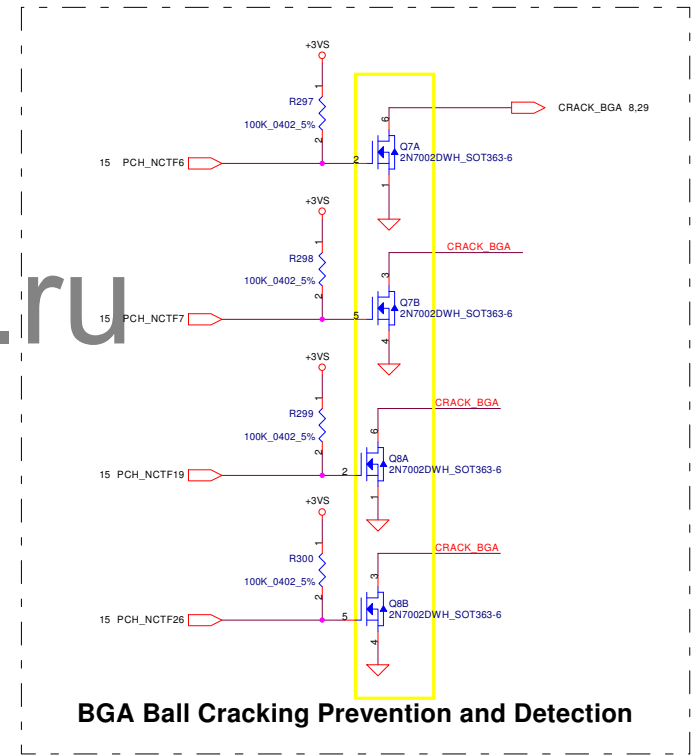 +3VS
1
R297
100K_0402_5%
2
6
CRACK_BGA 8,29
Q7A
2N7002DWH_SOT363-6
15 PCH_NCTF6
2
1
+3VS
1
R298
100K_0402_5%
2
CRACK_BGA
3
Q7B
2N7002DWH_SOT363-6
.ru
15 PCH_NCTF7
5
4
+3VS
1
R299
100K_0402_5%
2
CRACK_BGA
6
Q8A
2N7002DWH_SOT363-6
15 PCH_NCTF19
2
1
+3VS
1
R300
100K_0402_5%
2
CRACK_BGA
3
Q8B
2N7002DWH_SOT363-6
15 PCH_NCTF26
5
4
BGA Ball Cracking Prevention and Detection